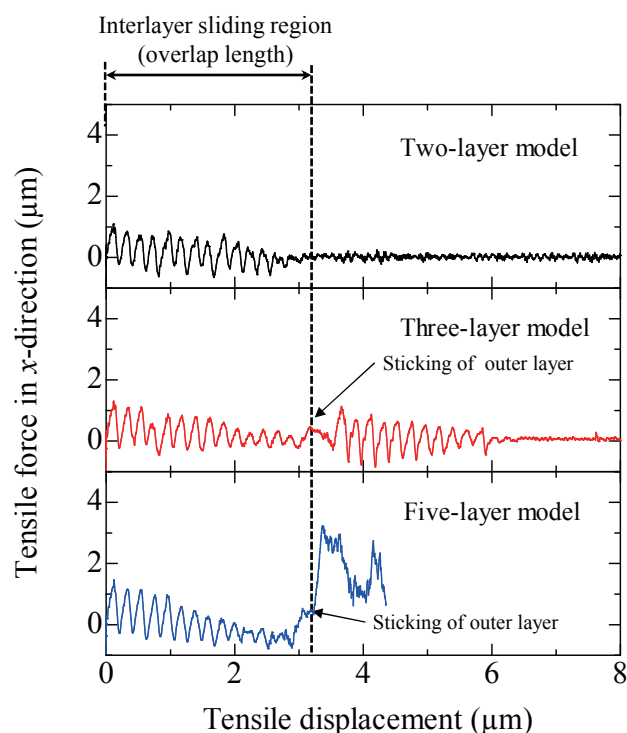 Interlayer sliding region
(overlap length)
Tensile force in x-direction (μm)
4
2
0
Two-layer model
4
2
0
Three-layer model
Sticking of outer layer
4
2
0
Five-layer model
Sticking of outer layer
0 2 4 6 8
Tensile displacement (μm)